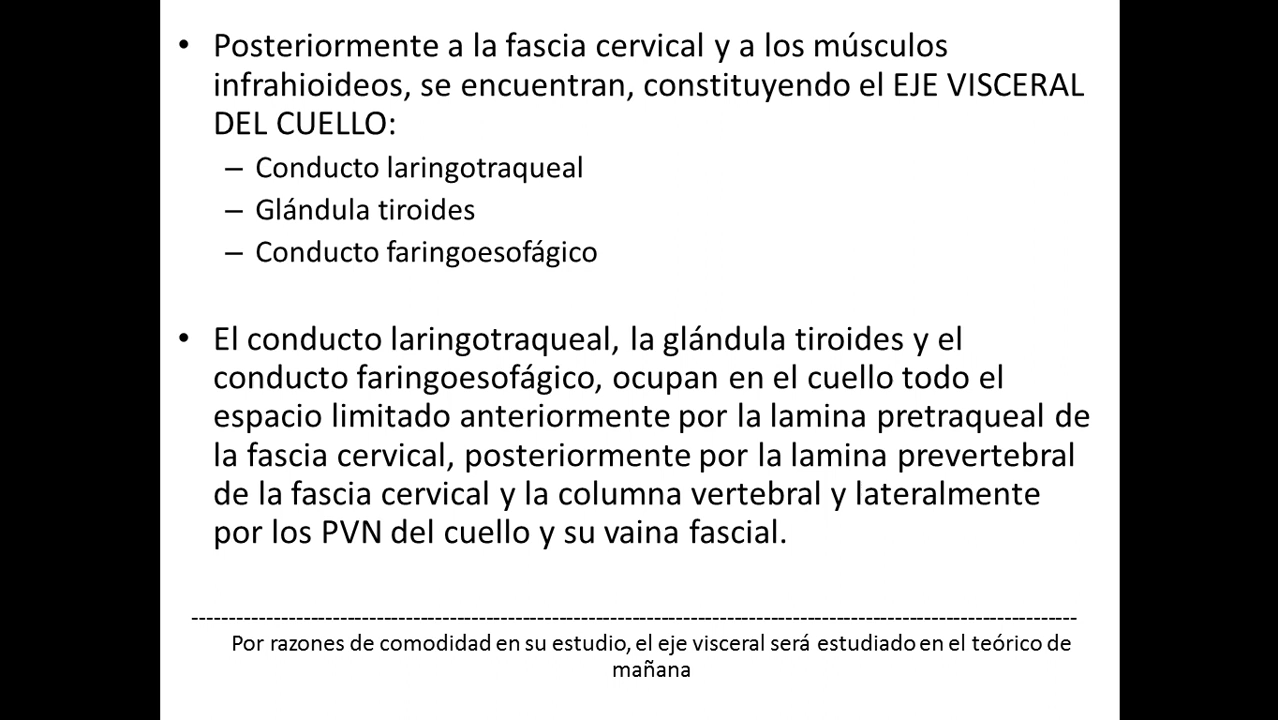 • Posteriormente a la fascia cervical y a los músculos
infrahioideos, se encuentran, constituyendo el EJE VISCERAL
DEL CUELLO:
– Conducto laringotraqueal
– Glándula tiroides
– Conducto faringoesofágico
• El conducto laringotraqueal, la glándula tiroides y el
conducto faringoesofágico, ocupan en el cuello todo el
espacio limitado anteriormente por la lamina pretraqueal de
la fascia cervical, posteriormente por la lamina prevertebral
de la fascia cervical y la columna vertebral y lateralmente
por los PVN del cuello y su vaina fascial.
---------------------------------------------------------------------------------------------------------------------
Por razones de comodidad en su estudio, el eje visceral será estudiado en el teórico de
mañana